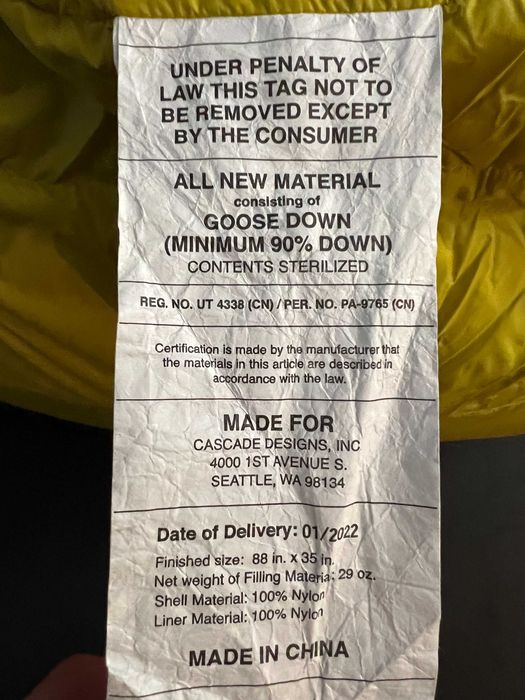 UNDER PENALTY OF
LAW THIS TAG NOT TO
BE REMOVED EXCEPT
BY THE CONSUMER
ALL NEW MATERIAL
consisting of
GOOSE DOWN
(MINIMUM 90% DOWN)
CONTENTS STERILIZED
REG. NO. UT 4338 (CN) / PER. NO. PA-9765 (CN)
Certification is made by the manufacturer that
the materials in this article are described in
accordance with the law.
MADE FOR
CASCADE DESIGNS, INC
4000 1ST AVENUE S.
SEATTLE, WA 98134
Date of Delivery: 01/2022
Finished size: 88 in. x 35 in.
Net weight of Filling Material: 29 oz.
Shell Material: 100% Nylon
Liner Material: 100% Nylon
MADE IN CHINA